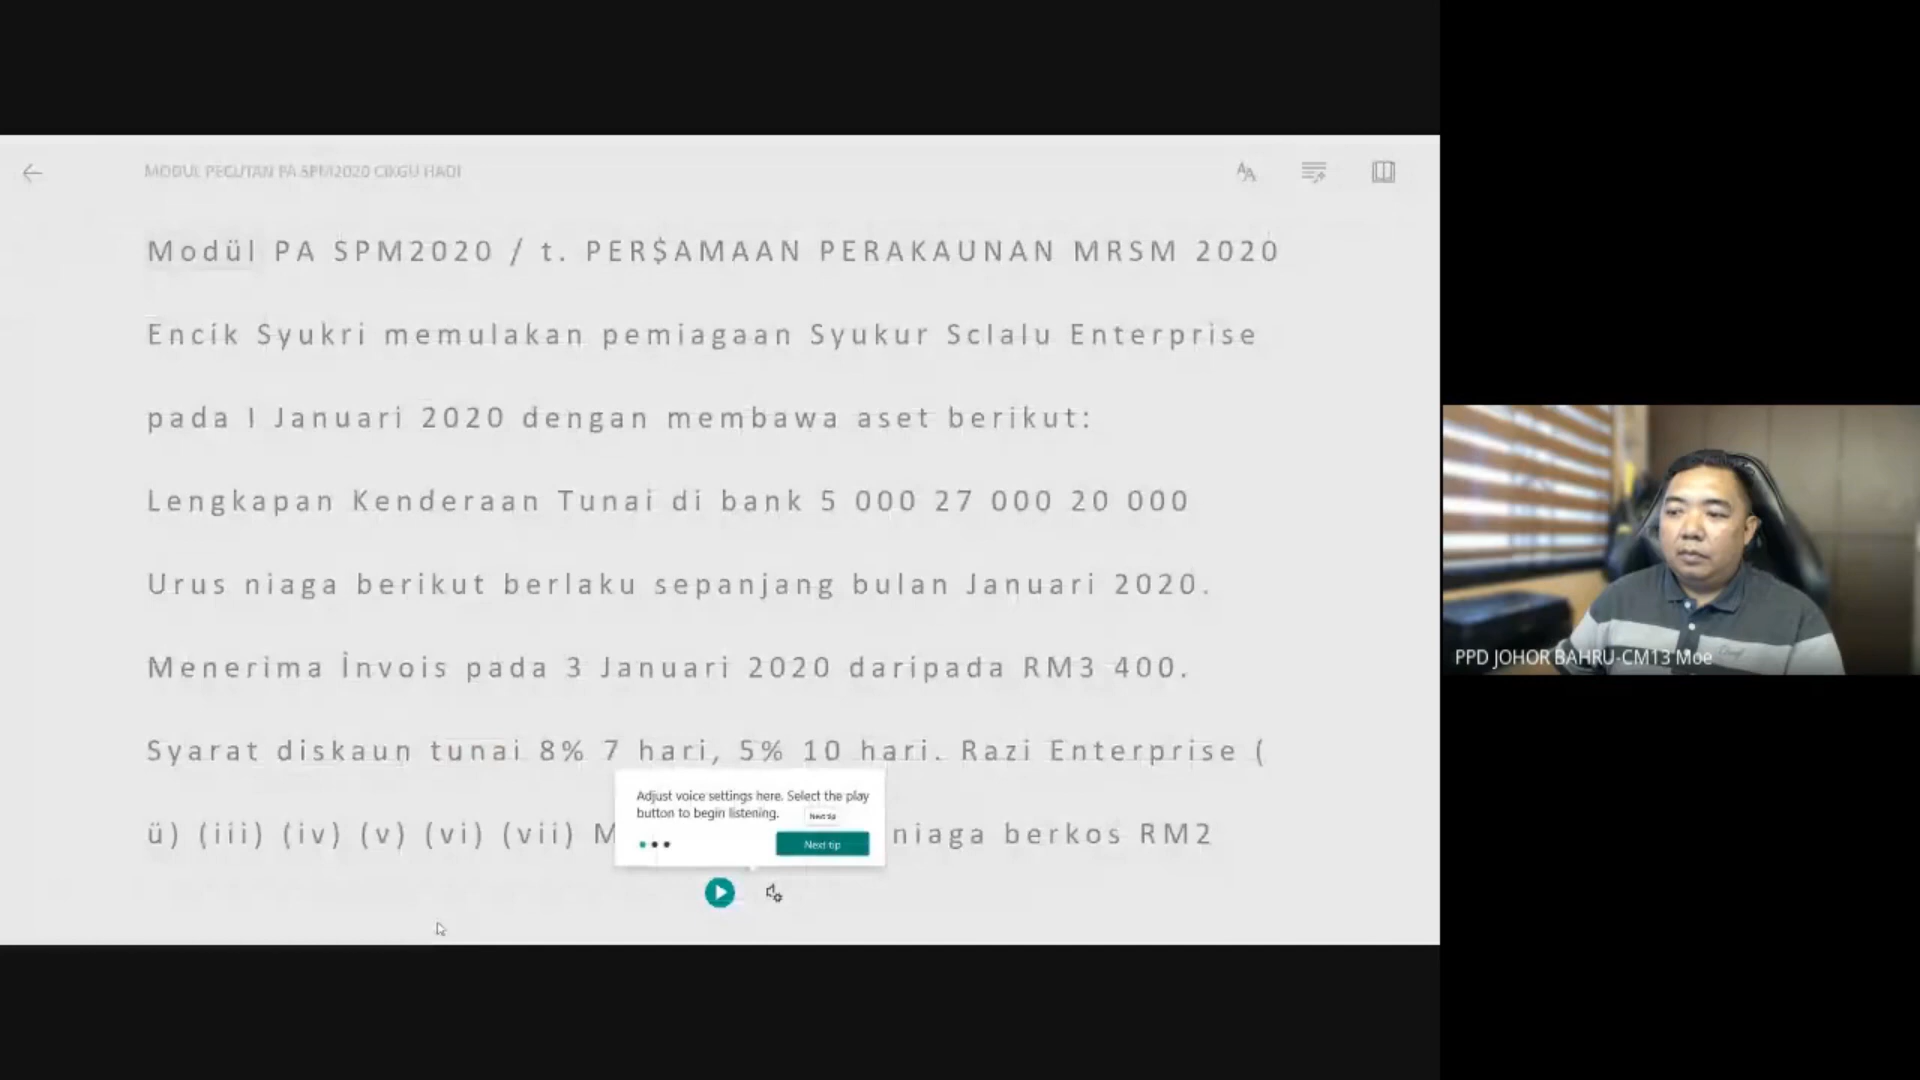 MODUL PECUTAN PA SPM2020 CIKGU HADI
Modül PA SPM2020 / t. PER$AMAAN PERAKAUNAN MRSM 2020
Encik Syukri memulakan pemiagaan Syukur Sclalu Enterprise
pada I Januari 2020 dengan membawa aset berikut:
Lengkapan Kenderaan Tunai di bank 5 000 27 000 20 000
Urus niaga berikut berlaku sepanjang bulan Januari 2020.
Menerima İnvois pada 3 Januari 2020 daripada RM3 400.
Syarat diskaun tunai 8% 7 hari, 5% 10 hari. Razi Enterprise (
ü) (iii) (iv) (v) (vi) (vii) M niaga berkos RM2
Adjust voice settings here. Select the play
button to begin listening.
Next tip
Next tip
PPD JOHOR BAHRU-CM13 Moe